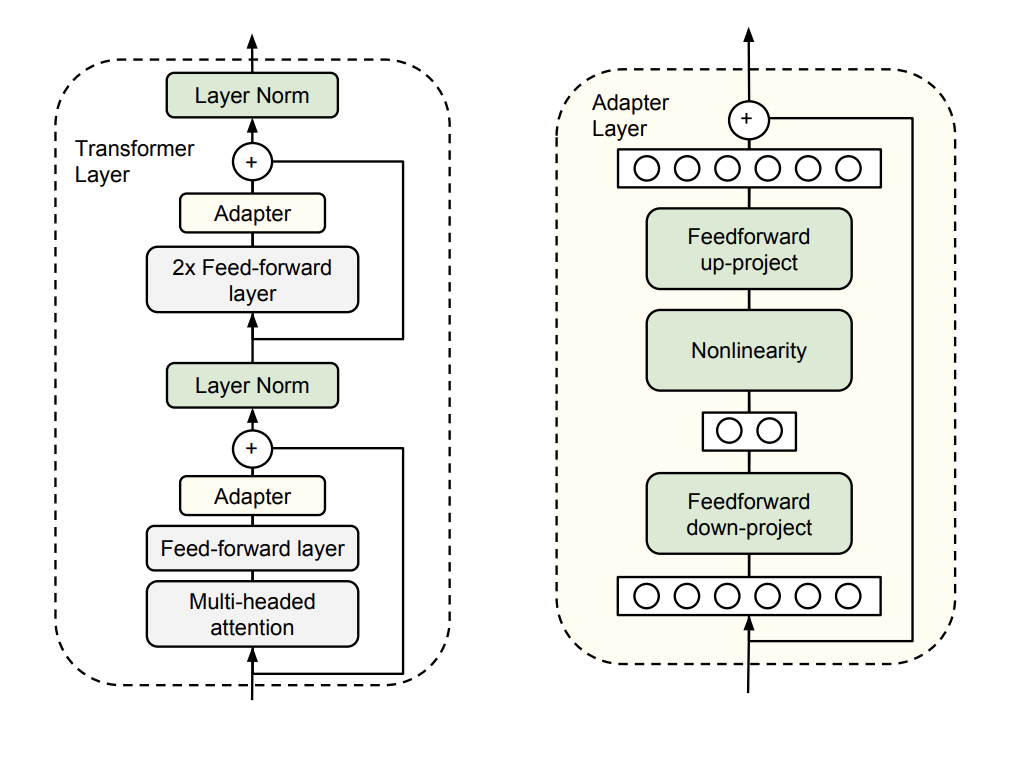 Layer Norm
Transformer
Layer
+
Adapter
2x Feed-forward
layer
Layer Norm
+
Adapter
Feed-forward layer
Multi-headed
attention
Adapter
Layer
+
Feedforward
up-project
Nonlinearity
Feedforward
down-project